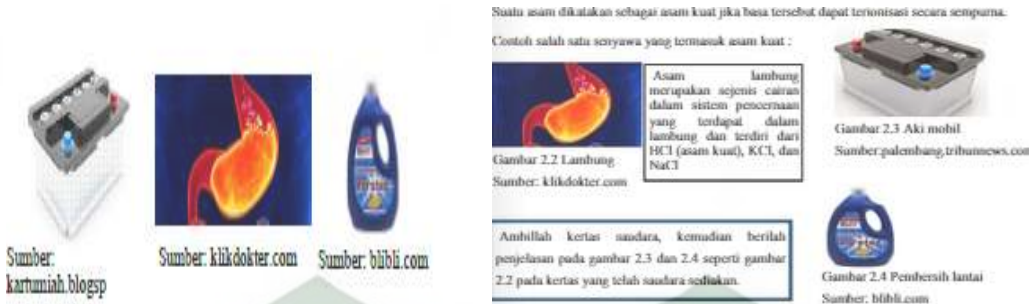 Sumber:
kartumiah.blogsp
Sumber: klikdokter.com
Sumber: blibli.com
Suatu asam dikatakan sebagai asam kuat jika basa tersebut dapat terionisasi secara sempurna.
Contoh salah satu senyawa yang termasuk asam kuat :
Asam lambung
merupakan sejenis cairan
dalam sistem pencernaan
yang terdapat dalam
lambung dan terdiri dari
HCl (asam kuat), KCl, dan
NaCl
Gambar 2.2 Lambung
Sumber: klikdokter.com
Gambar 2.3 Aki mobil
Sumber:palembang.tribunnews.com
Ambillah kertas saudara, kemudian berilah
penjelasan pada gambar 2.3 dan 2.4 seperti gambar
2.2 pada kertas yang telah saudara sediakan.
Gambar 2.4 Pembersih lantai
Sumber: blibli.com